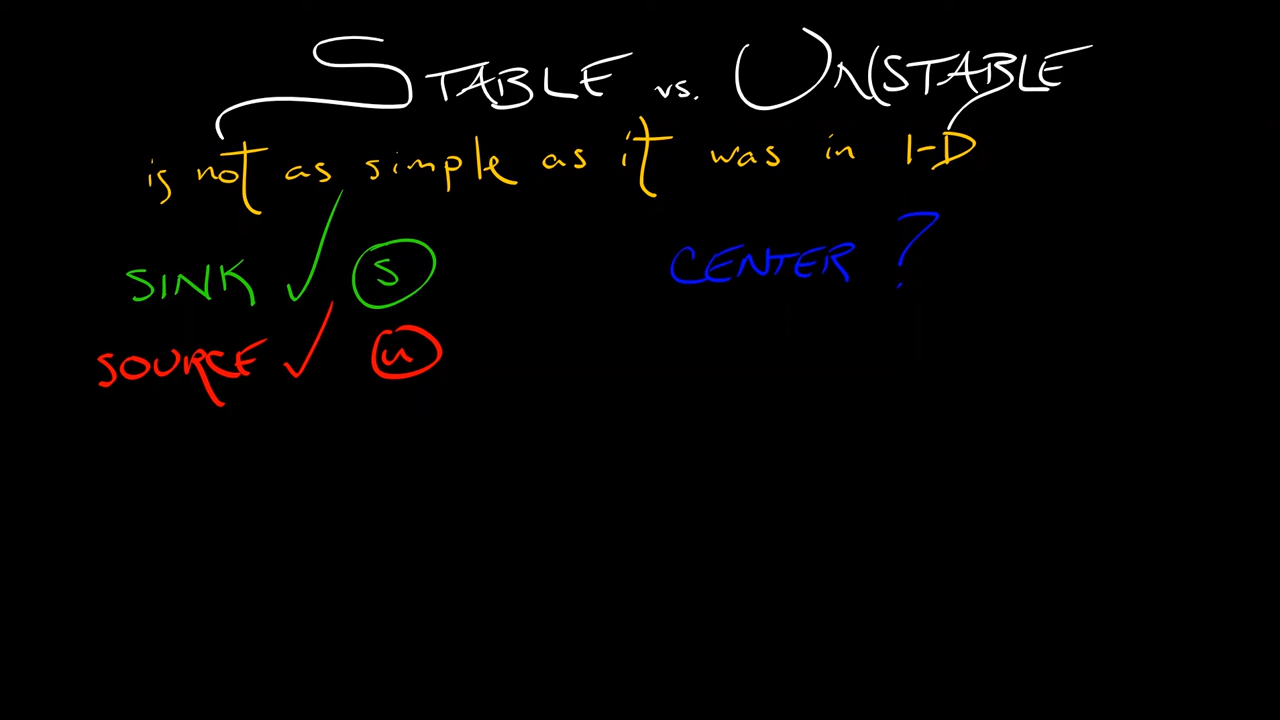 STABLE vs. UNSTABLE
is not as simple as it was in 1-D
SINK ✓ S
CENTER ?
SOURCE ✓ u